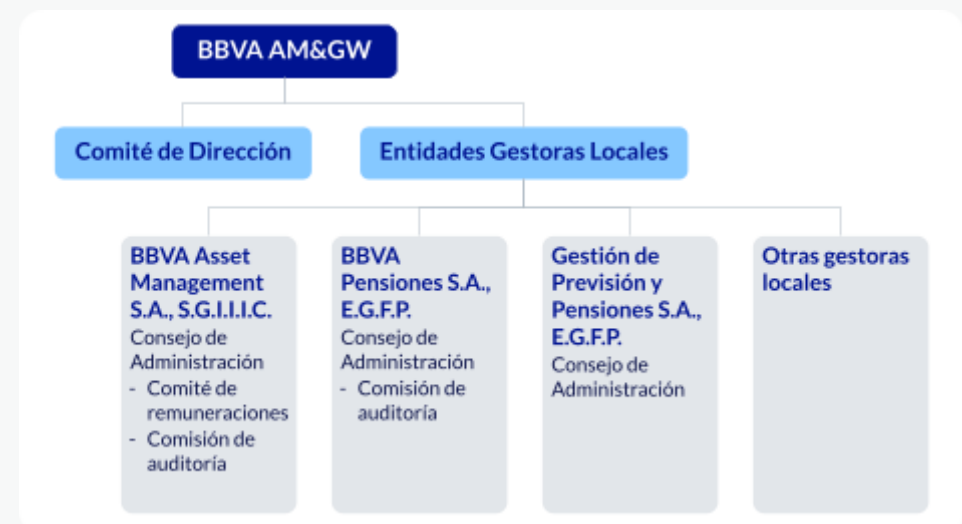 BBVA AM&GW
Comité de Dirección
Entidades Gestoras Locales
BBVA Asset
Management
S.A., S.G.I.I.I.C.
Consejo de
Administración
- Comité de
remuneraciones
- Comisión de
auditoría
BBVA
Pensiones S.A.,
E.G.F.P.
Consejo de
Administración
- Comisión de
auditoría
Gestión de
Previsión y
Pensiones S.A.,
E.G.F.P.
Consejo de
Administración
Otras gestoras
locales